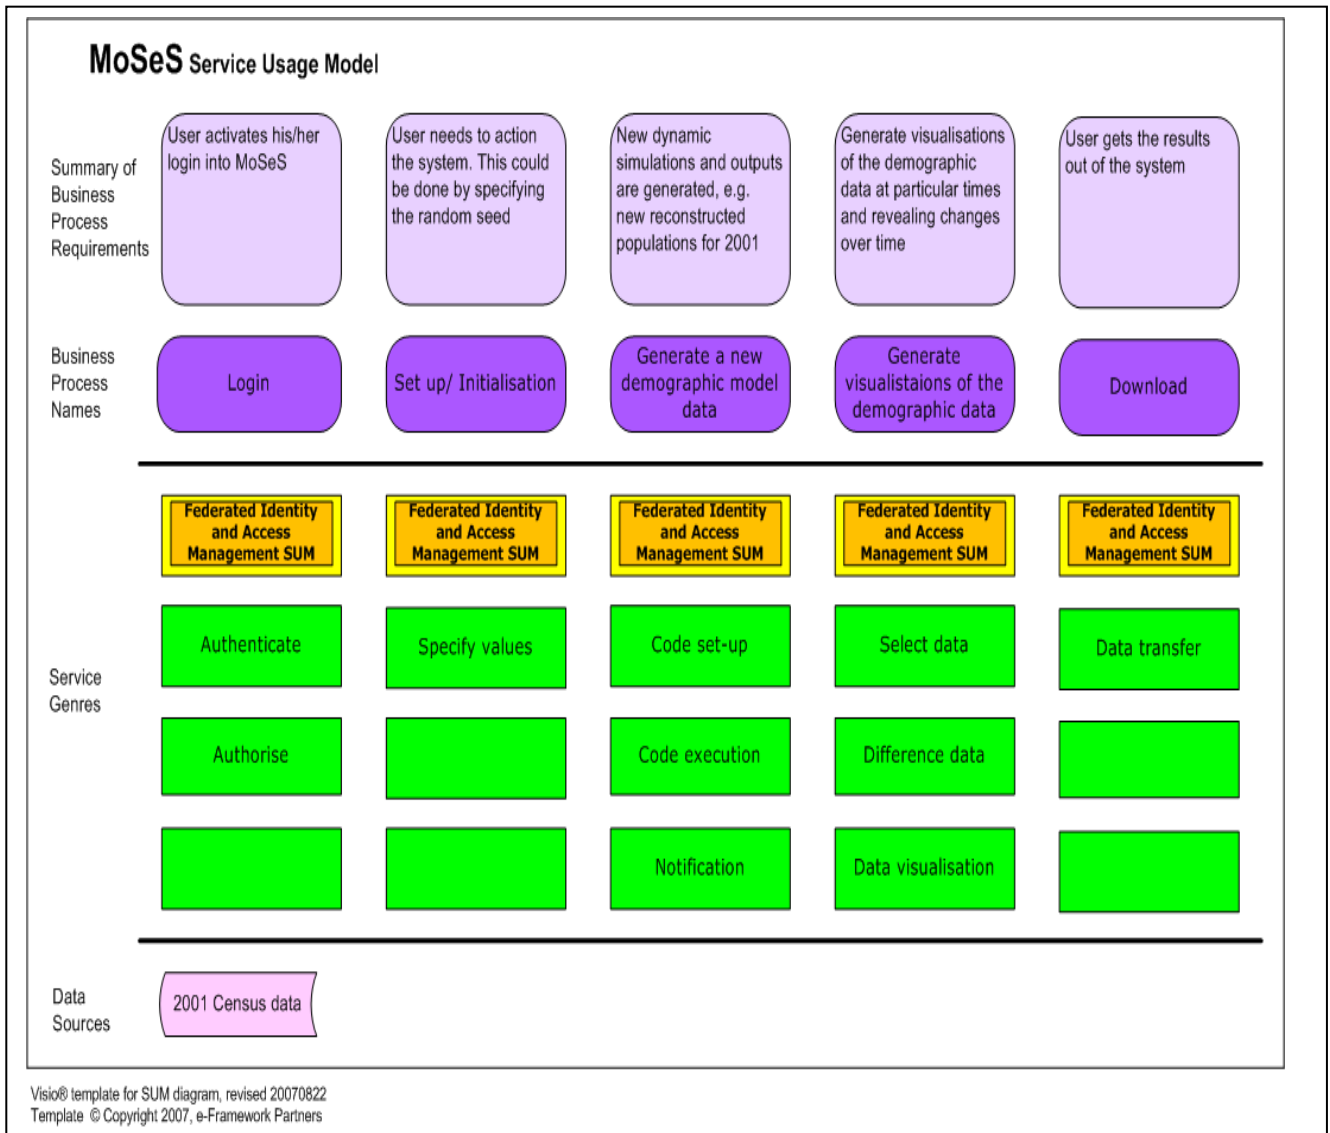 MoSeS Service Usage Model
Summary of
Business
Process
Requirements
User activates his/her
login into MoSeS
User needs to action
the system. This could
be done by specifying
the random seed
New dynamic
simulations and outputs
are generated, e.g.
new reconstructed
populations for 2001
Generate visualisations
of the demographic
data at particular times
and revealing changes
over time
User gets the results
out of the system
Business
Process
Names
Login
Set up/ Initialisation
Generate a new
demographic model
data
Generate
visualistaions of the
demographic data
Download
Service
Genres
Federated Identity
and Access
Management SUM
Federated Identity
and Access
Management SUM
Federated Identity
and Access
Management SUM
Federated Identity
and Access
Management SUM
Federated Identity
and Access
Management SUM
Authenticate
Specify values
Code set-up
Select data
Data transfer
Authorise
Code execution
Difference data
Notification
Data visualisation
Data
Sources
2001 Census data
Visio® template for SUM diagram, revised 20070822
Template © Copyright 2007, e-Framework Partners